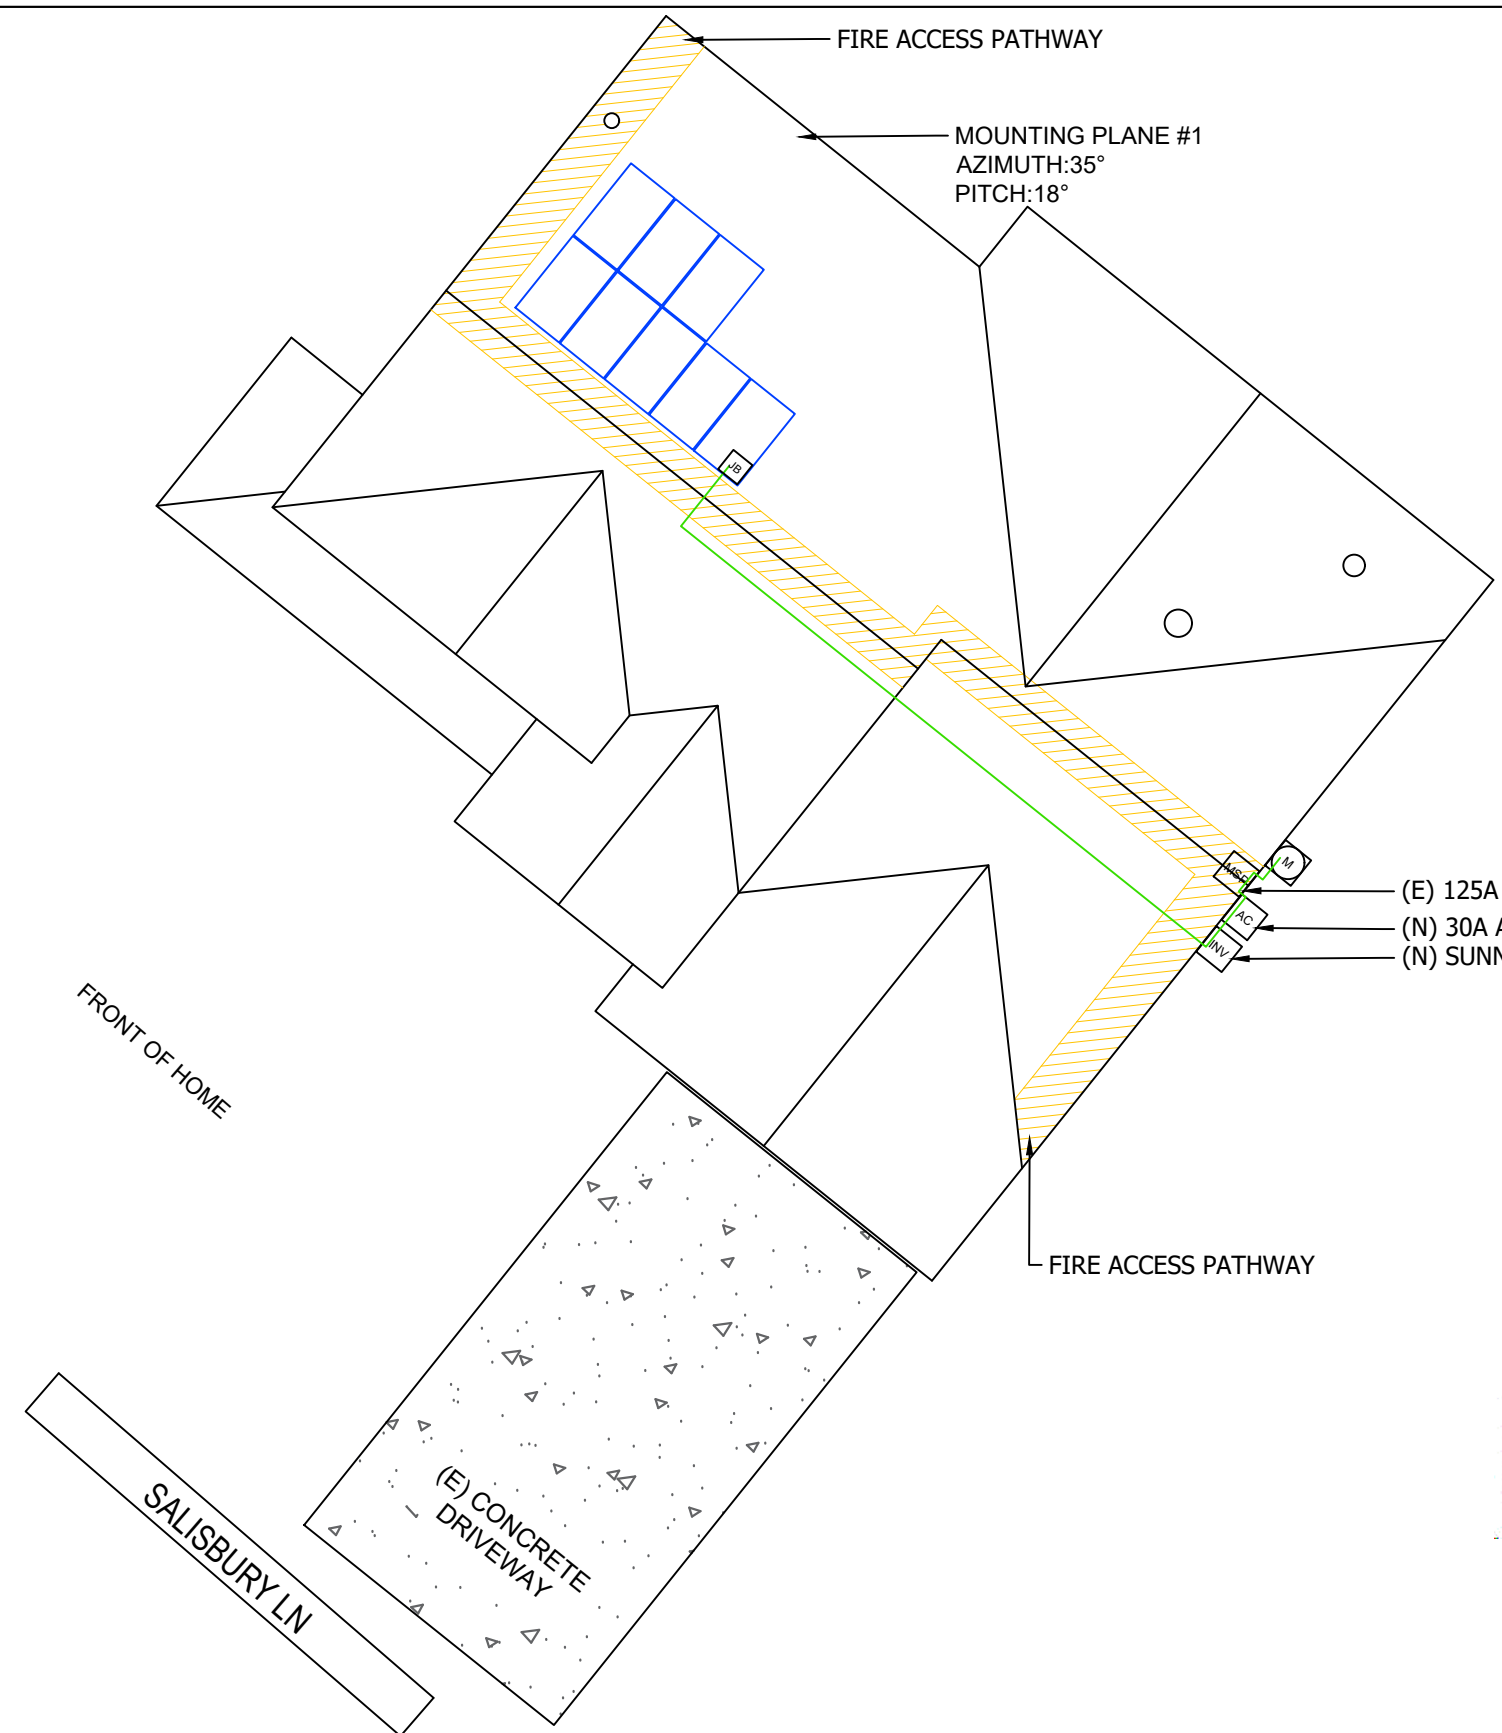 FIRE ACCESS PATHWAY
MOUNTING PLANE #1
AZIMUTH:35°
PITCH:18°
JB
M
MSP
(E) 125A
AC
(N) 30A
INV
(N)
FRONT OF HOME
FIRE ACCESS PATHWAY
(E) CONCRETE
DRIVEWAY
SALISBURY LN